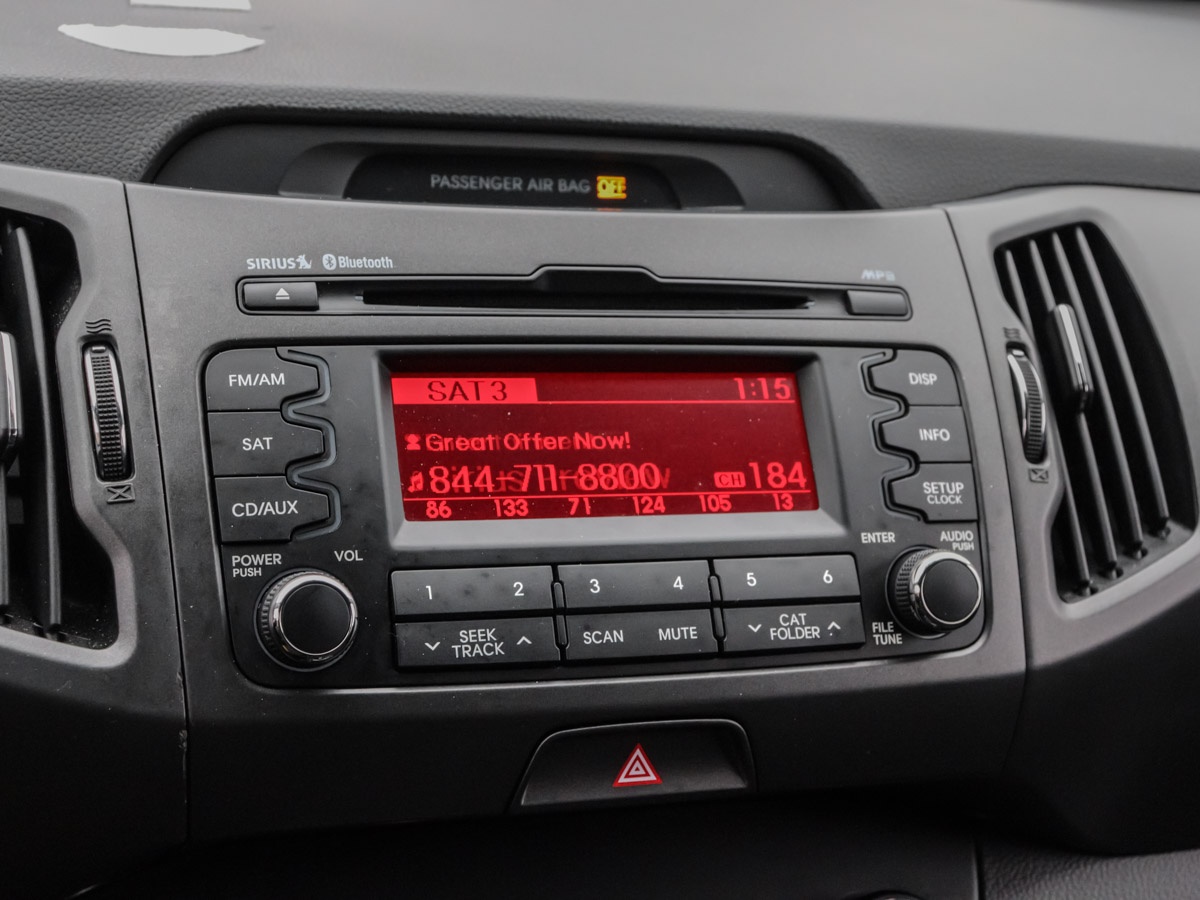 PASSENGER AIR BAG Off
SIRIUS Bluetooth
MP3
FM/AM
SAT
CD/AUX
SAT3 1:15
Great Offer Now!
844-711-8800 CH 184
86 133 71 124 105 13
DISP
INFO
SETUP
CLOCK
POWER
PUSH
VOL
ENTER
AUDIO
PUSH
1 2 3 4 5 6
SEEK
TRACK
SCAN MUTE
CAT
FOLDER
FILE
TUNE